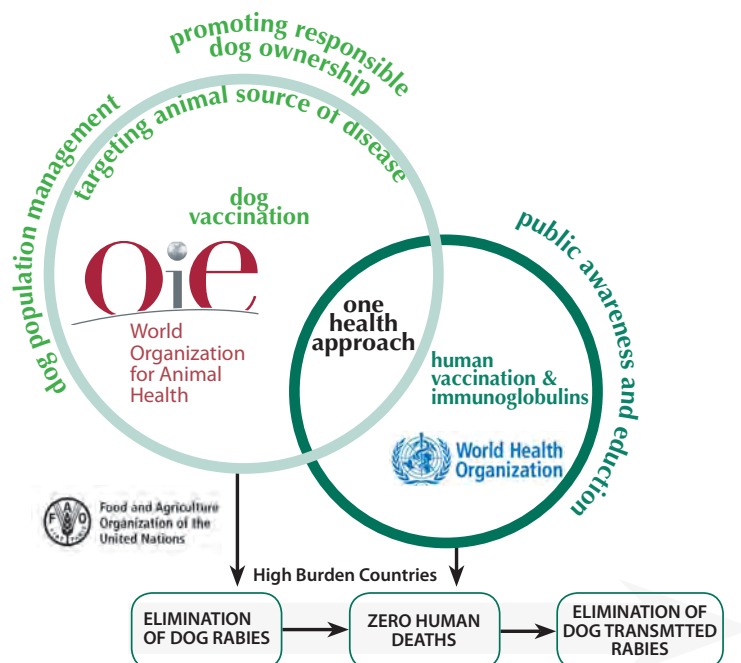 promoting responsible
dog ownership
dog population management
targeting animal source of disease
dog
vaccination
oie
World
Organization
for Animal
Health
one
health
approach
public awareness and eduction
human
vaccination &
immunoglobulins
World Health
Organization
F A O
Food and Agriculture
Organization of the
United Nations
High Burden Countries
ELIMINATION
OF DOG RABIES
ZERO HUMAN
DEATHS
ELIMINATION OF
DOG TRANSMTTED
RABIES